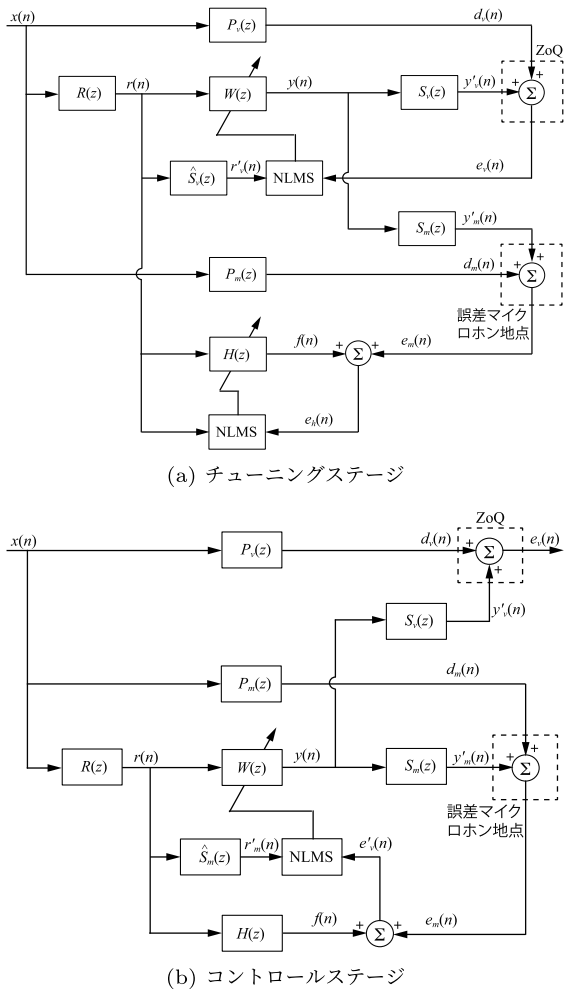 x(n)
P_v(z)
d_v(n)
ZoQ
R(z)
r(n)
W(z)
y(n)
S_v(z)
y'_v(n)
+
+
Σ
Ŝ_v(z)
r'_v(n)
NLMS
e_v(n)
S_m(z)
y'_m(n)
P_m(z)
d_m(n)
+
+
Σ
誤差マイク
ロホン地点
H(z)
f(n)
+
Σ
+
e_m(n)
NLMS
e_h(n)
(a) チューニングステージ
x(n)
P_v(z)
d_v(n)
ZoQ
+
Σ
+
e_v(n)
S_v(z)
y'_v(n)
P_m(z)
d_m(n)
R(z)
r(n)
W(z)
y(n)
S_m(z)
y'_m(n)
+
+
Σ
誤差マイク
ロホン地点
Ŝ_m(z)
r'_m(n)
NLMS
e'_v(n)
H(z)
f(n)
+
Σ
+
e_m(n)
(b) コントロールステージ